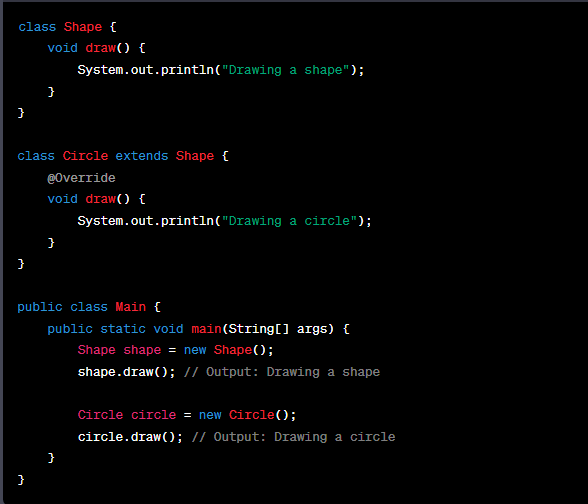 class Shape {
    void draw() {
        System.out.println("Drawing a shape");
    }
}

class Circle extends Shape {
    @Override
    void draw() {
        System.out.println("Drawing a circle");
    }
}

public class Main {
    public static void main(String[] args) {
        Shape shape = new Shape();
        shape.draw(); // Output: Drawing a shape

        Circle circle = new Circle();
        circle.draw(); // Output: Drawing a circle
    }
}